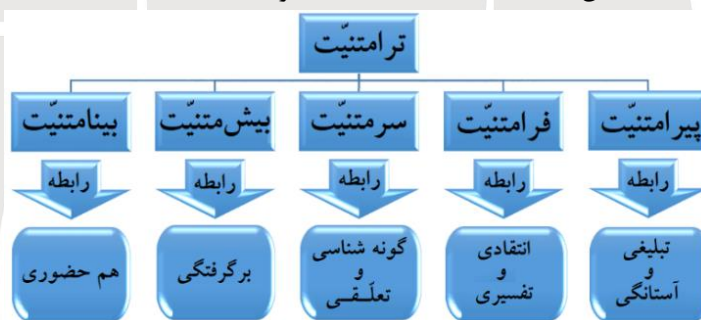 ترامتنیّت
پیرامتنیّت
فرامتنیّت
سرمتنیّت
بیش‌متنیّت
بینامتنیّت
رابطه
رابطه
رابطه
رابطه
رابطه
تبلیغی
و
آستانگی
انتقادی
و
تفسیری
گونه شناسی
و
تعلّـقـی
برگرفتگی
هم حضوری